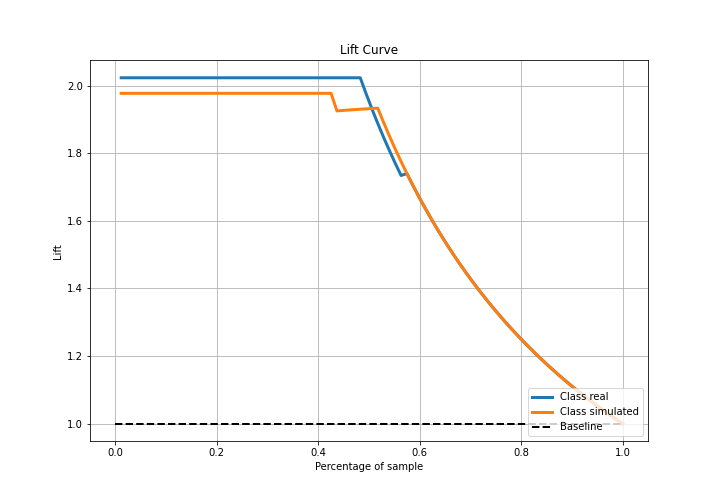 Lift Curve
Lift
2.0
1.8
1.6
1.4
1.2
1.0
0.0 0.2 0.4 0.6 0.8 1.0
Percentage of sample
Class real
Class simulated
Baseline